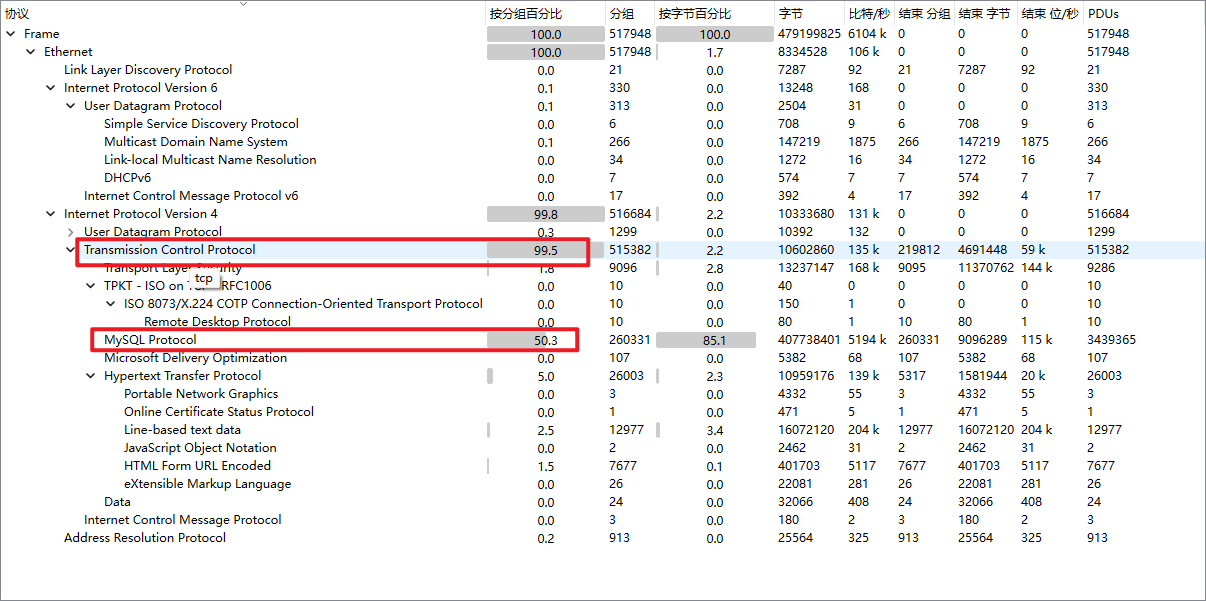 协议 按分组百分比 分组 按字节百分比 字节 比特/秒 结束 分组 结束 字节 结束 位/秒 PDUs
Frame 100.0 517948 100.0 479199825 6104 k 0 0 0 517948
Ethernet 100.0 517948 1.7 8334528 106 k 0 0 0 517948
Link Layer Discovery Protocol 0.0 21 0.0 7287 92 21 7287 92 21
Internet Protocol Version 6 0.1 330 0.0 13248 168 0 0 0 330
User Datagram Protocol 0.1 313 0.0 2504 31 0 0 0 313
Simple Service Discovery Protocol 0.0 6 0.0 708 9 6 708 9 6
Multicast Domain Name System 0.1 266 0.0 147219 1875 266 147219 1875 266
Link-local Multicast Name Resolution 0.0 34 0.0 1272 16 34 1272 16 34
DHCPv6 0.0 7 0.0 574 7 7 574 7 7
Internet Control Message Protocol v6 0.0 17 0.0 392 4 17 392 4 17
Internet Protocol Version 4 99.8 516684 2.2 10333680 131 k 0 0 0 516684
User Datagram Protocol 0.3 1299 0.0 10392 132 0 0 0 1299
Transmission Control Protocol 99.5 515382 2.2 10602860 135 k 219812 4691448 59 k 515382
Transport Layer Security 1.8 9096 2.8 13237147 168 k 9095 11370762 144 k 9286
tcp
TPKT - ISO on RFC1006 0.0 10 0.0 40 0 0 0 0 10
ISO 8073/X.224 COTP Connection-Oriented Transport Protocol 0.0 10 0.0 150 1 0 0 0 10
Remote Desktop Protocol 0.0 10 0.0 80 1 10 80 1 10
MySQL Protocol 50.3 260331 85.1 407738401 5194 k 260331 9096289 115 k 3439365
Microsoft Delivery Optimization 0.0 107 0.0 5382 68 107 5382 68 107
Hypertext Transfer Protocol 5.0 26003 2.3 10959176 139 k 5317 1581944 20 k 26003
Portable Network Graphics 0.0 3 0.0 4332 55 3 4332 55 3
Online Certificate Status Protocol 0.0 1 0.0 471 5 1 471 5 1
Line-based text data 2.5 12977 3.4 16072120 204 k 12977 16072120 204 k 12977
JavaScript Object Notation 0.0 2 0.0 2462 31 2 2462 31 2
HTML Form URL Encoded 1.5 7677 0.1 401703 5117 7677 401703 5117 7677
eXtensible Markup Language 0.0 26 0.0 22081 281 26 22081 281 26
Data 0.0 24 0.0 32066 408 24 32066 408 24
Internet Control Message Protocol 0.0 3 0.0 180 2 3 180 2 3
Address Resolution Protocol 0.2 913 0.0 25564 325 913 25564 325 913